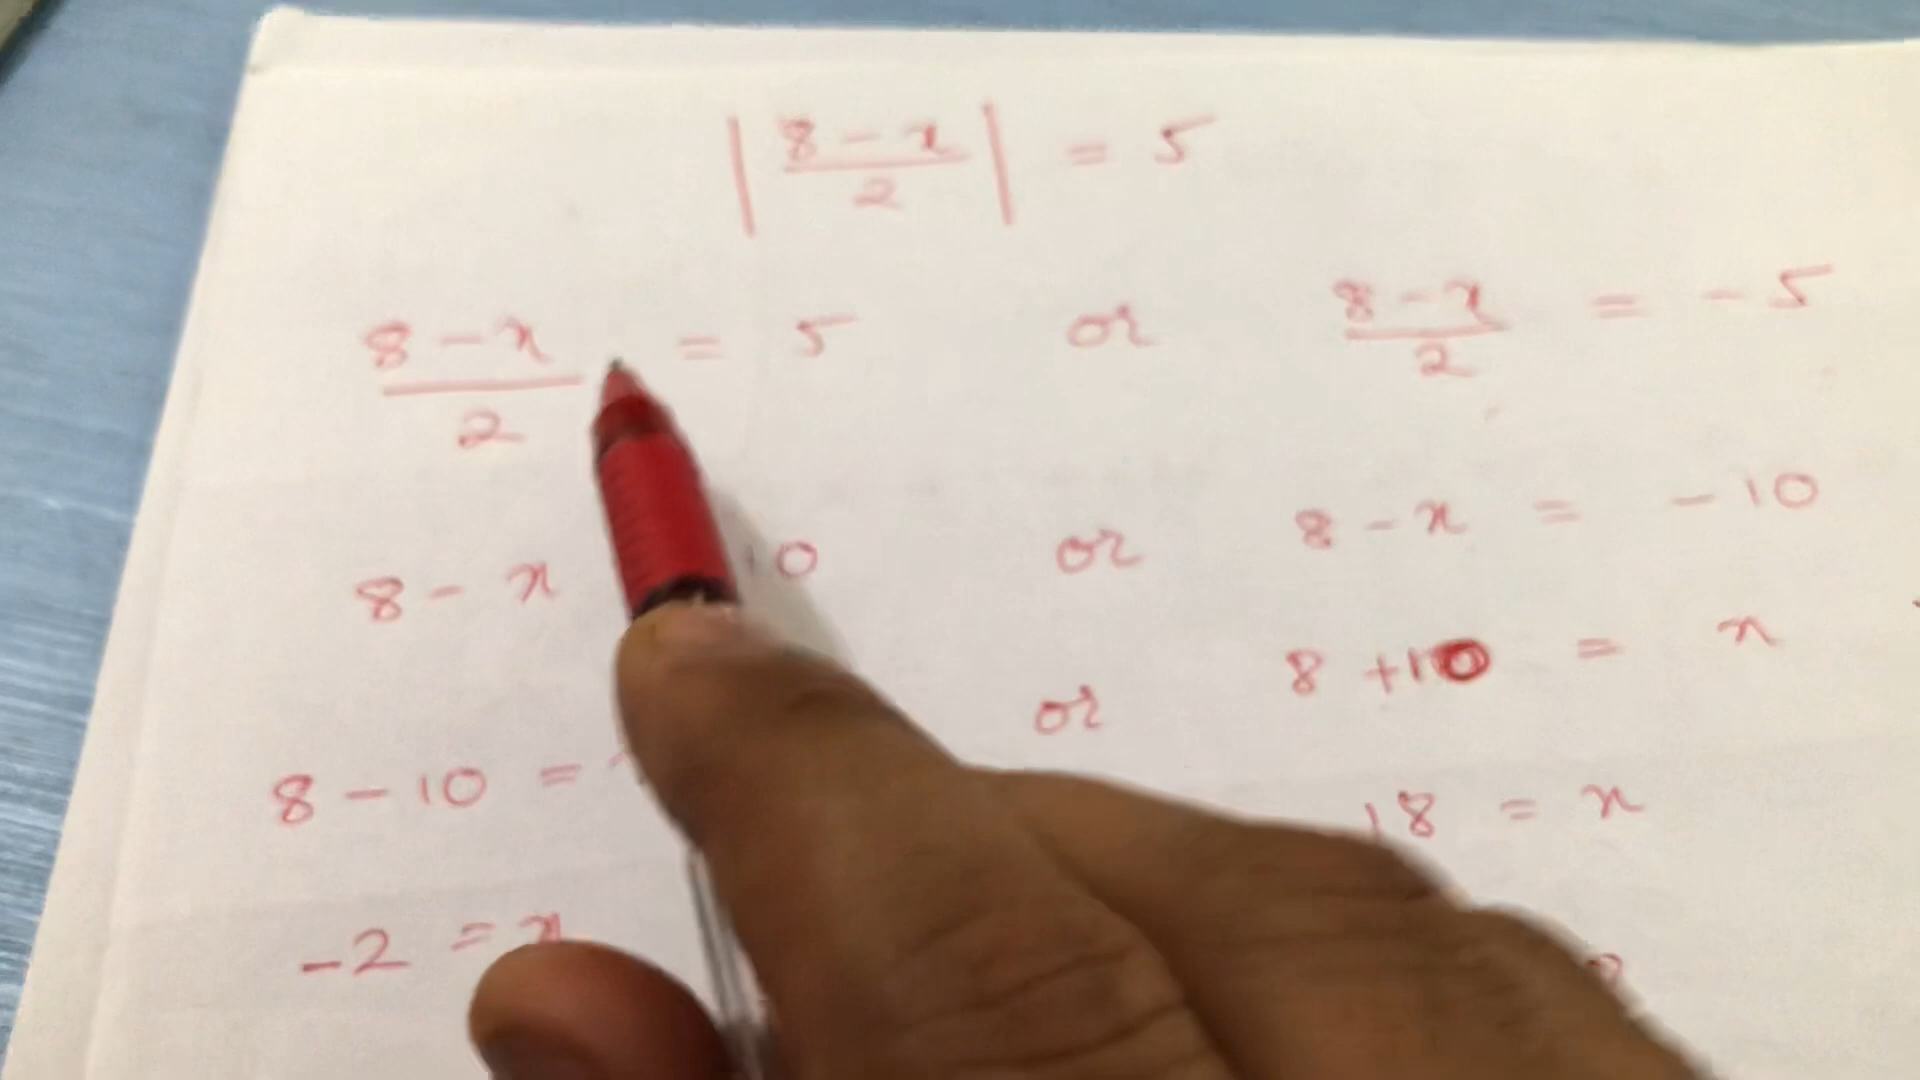 |8-x/2| = 5
8-x/2 = 5 or 8-x/2 = -5
8-x 10 or 8-x = -10
or 8+10 = x
8-10 = 18 = x
-2 = x